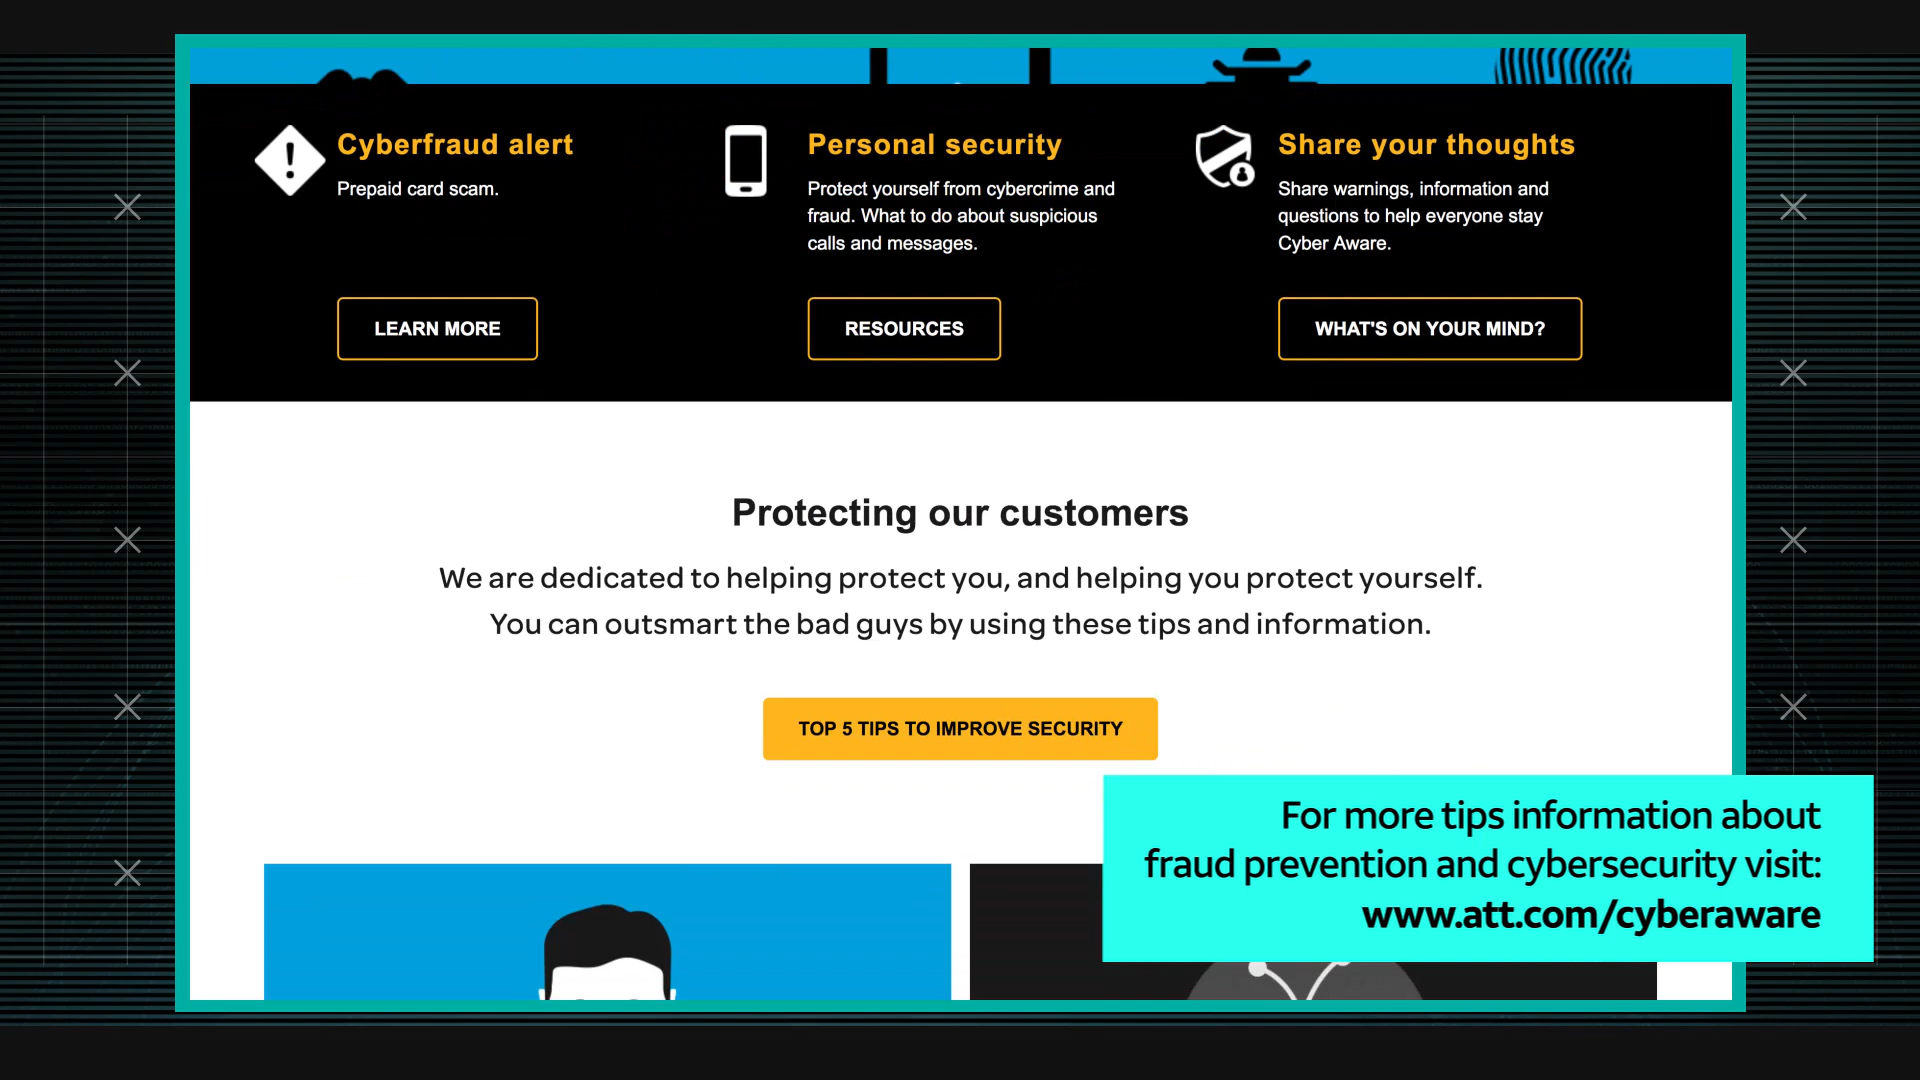 Cyberfraud alert
Prepaid card scam.
LEARN MORE
Personal security
Protect yourself from cybercrime and
fraud. What to do about suspicious
calls and messages.
RESOURCES
Share your thoughts
Share warnings, information and
questions to help everyone stay
Cyber Aware.
WHAT'S ON YOUR MIND?
Protecting our customers
We are dedicated to helping protect you, and helping you protect yourself.
You can outsmart the bad guys by using these tips and information.
TOP 5 TIPS TO IMPROVE SECURITY
For more tips information about
fraud prevention and cybersecurity visit:
www.att.com/cyberaware